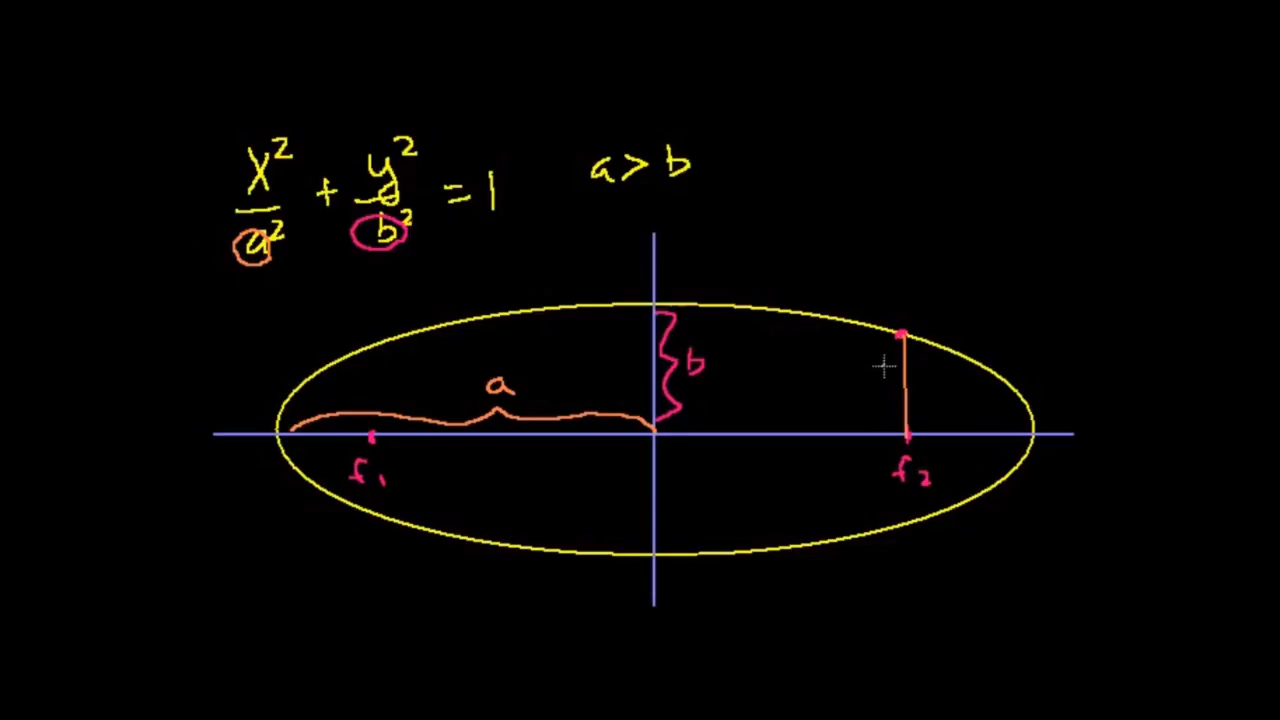 x²/a² + y²/b² = 1
a > b
b
a
f₁
f₂